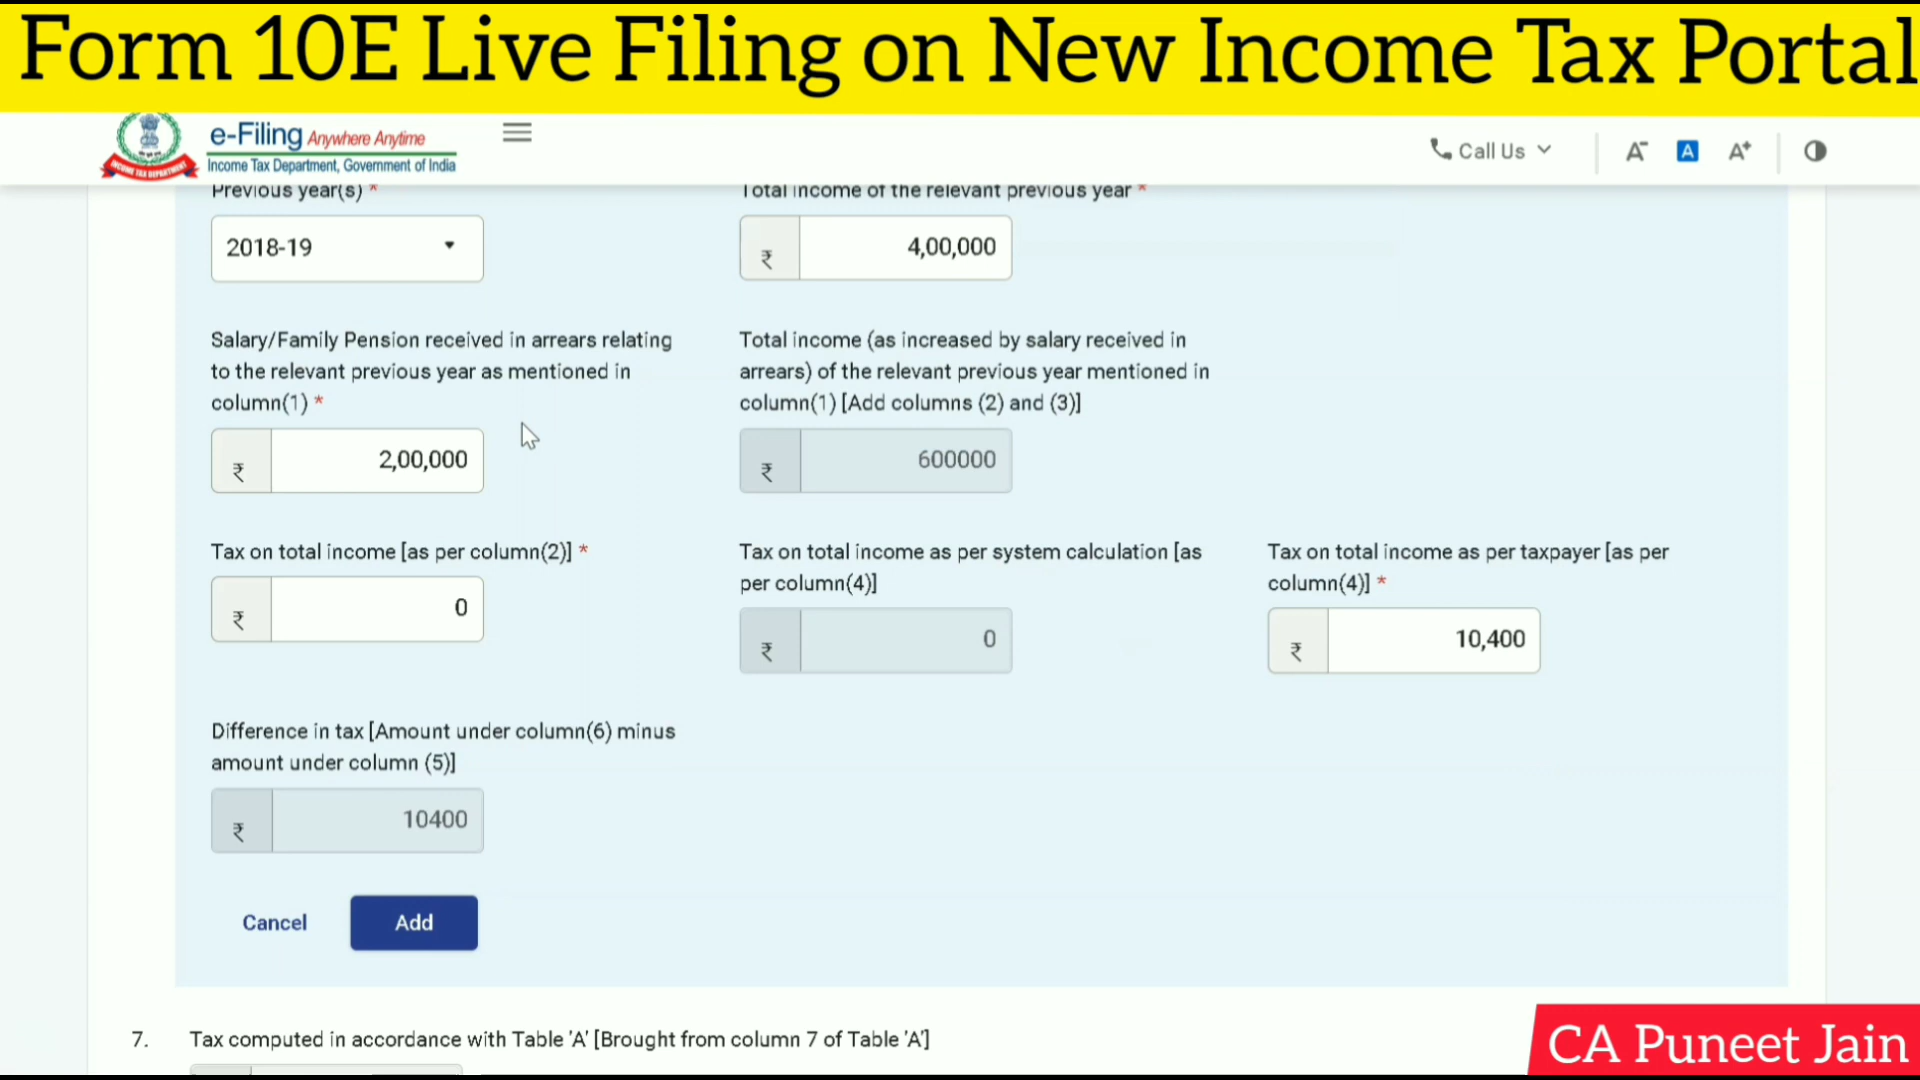 Form 10E Live Filing on New Income Tax Portal
e-Filing Anywhere Anytime
Income Tax Department, Government of India
INCOME TAX DEPARTMENT
Call Us
A- A A+
Previous year(s) * Total income of the relevant previous year *
2018-19 ₹ 4,00,000
Salary/Family Pension received in arrears relating
to the relevant previous year as mentioned in
column(1) *
₹ 2,00,000
Total income (as increased by salary received in
arrears) of the relevant previous year mentioned in
column(1) [Add columns (2) and (3)]
₹ 600000
Tax on total income [as per column(2)] *
₹ 0
Tax on total income as per system calculation [as
per column(4)]
₹ 0
Tax on total income as per taxpayer [as per
column(4)] *
₹ 10,400
Difference in tax [Amount under column(6) minus
amount under column (5)]
₹ 10400
Cancel Add
7. Tax computed in accordance with Table 'A' [Brought from column 7 of Table 'A']
CA Puneet Jain